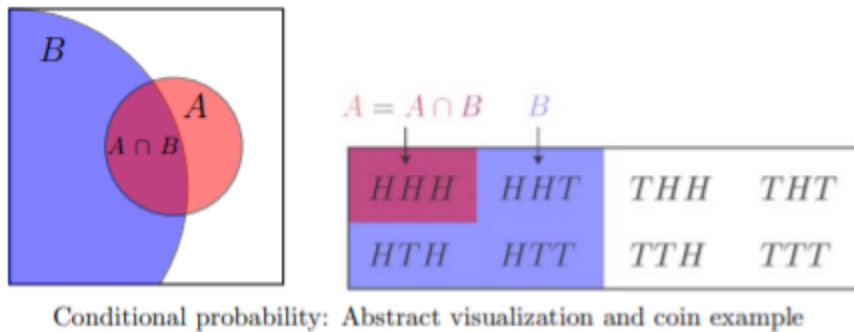 B
A
A ∩ B
A = A ∩ B
B
HHH HHT THH THT
HTH HTT TTH TTT
Conditional probability: Abstract visualization and coin example